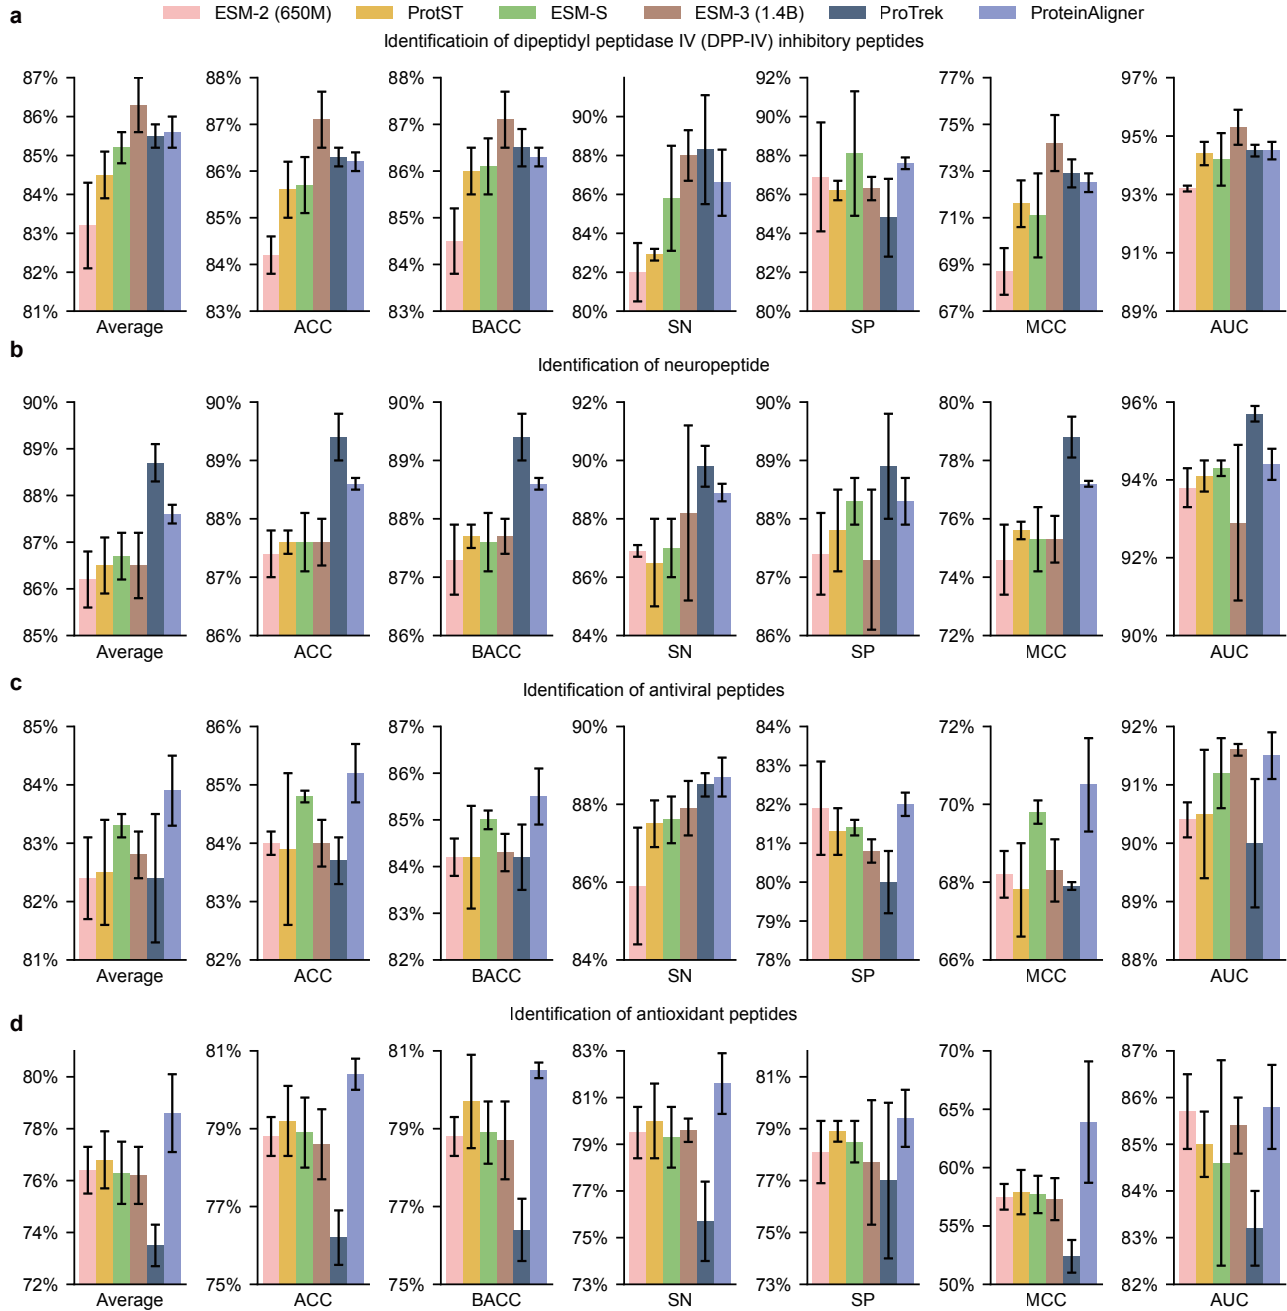 a
ESM-2 (650M) ProtST ESM-S ESM-3 (1.4B) ProTrek ProteinAligner
Identificatioin of dipeptidyl peptidase IV (DPP-IV) inhibitory peptides
87% 88% 88% 92% 77% 97%
86% 87% 87% 90% 90% 75% 95%
85% 86% 86% 88% 88% 73% 93%
84% 85% 85% 86% 86% 71% 91%
83% 84% 84% 84% 84% 69% 89%
82% 83% 83% 82% 82% 67%
81% 80% 80%
Average ACC BACC SN SP MCC AUC
b
Identification of neuropeptide
90% 90% 90% 92% 90% 80% 96%
89% 89% 89% 90% 89% 78% 94%
88% 88% 88% 88% 88% 76% 92%
87% 87% 87% 86% 87% 74% 90%
86% 86% 86% 84% 86% 72%
85%
Average ACC BACC SN SP MCC AUC
c
Identification of antiviral peptides
85% 86% 87% 90% 84% 72% 92%
84% 85% 86% 88% 83% 70% 91%
83% 84% 85% 86% 82% 68% 90%
82% 83% 84% 84% 81% 66% 89%
81% 82% 83% 80% 88%
82% 79%
78%
Average ACC BACC SN SP MCC AUC
d
Identification of antioxidant peptides
80% 81% 81% 83% 81% 70% 87%
78% 79% 79% 81% 79% 65% 86%
76% 77% 77% 79% 77% 60% 85%
74% 75% 75% 77% 75% 55% 84%
72% 75% 73% 50% 83%
73% 82%
Average ACC BACC SN SP MCC AUC